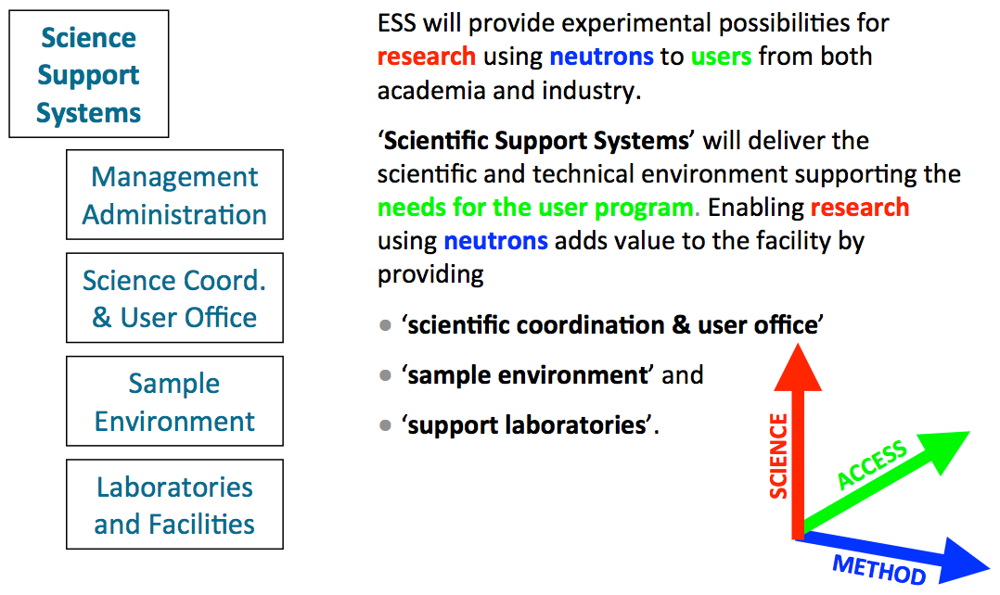 Science
Support
Systems
Management
Administration
Science Coord.
& User Office
Sample
Environment
Laboratories
and Facilities
ESS will provide experimental possibilities for
research using neutrons to users from both
academia and industry.
‘Scientific Support Systems’ will deliver the
scientific and technical environment supporting the
needs for the user program. Enabling research
using neutrons adds value to the facility by
providing
● ‘scientific coordination & user office’
● ‘sample environment’ and
● ‘support laboratories’.
SCIENCE
ACCESS
METHOD